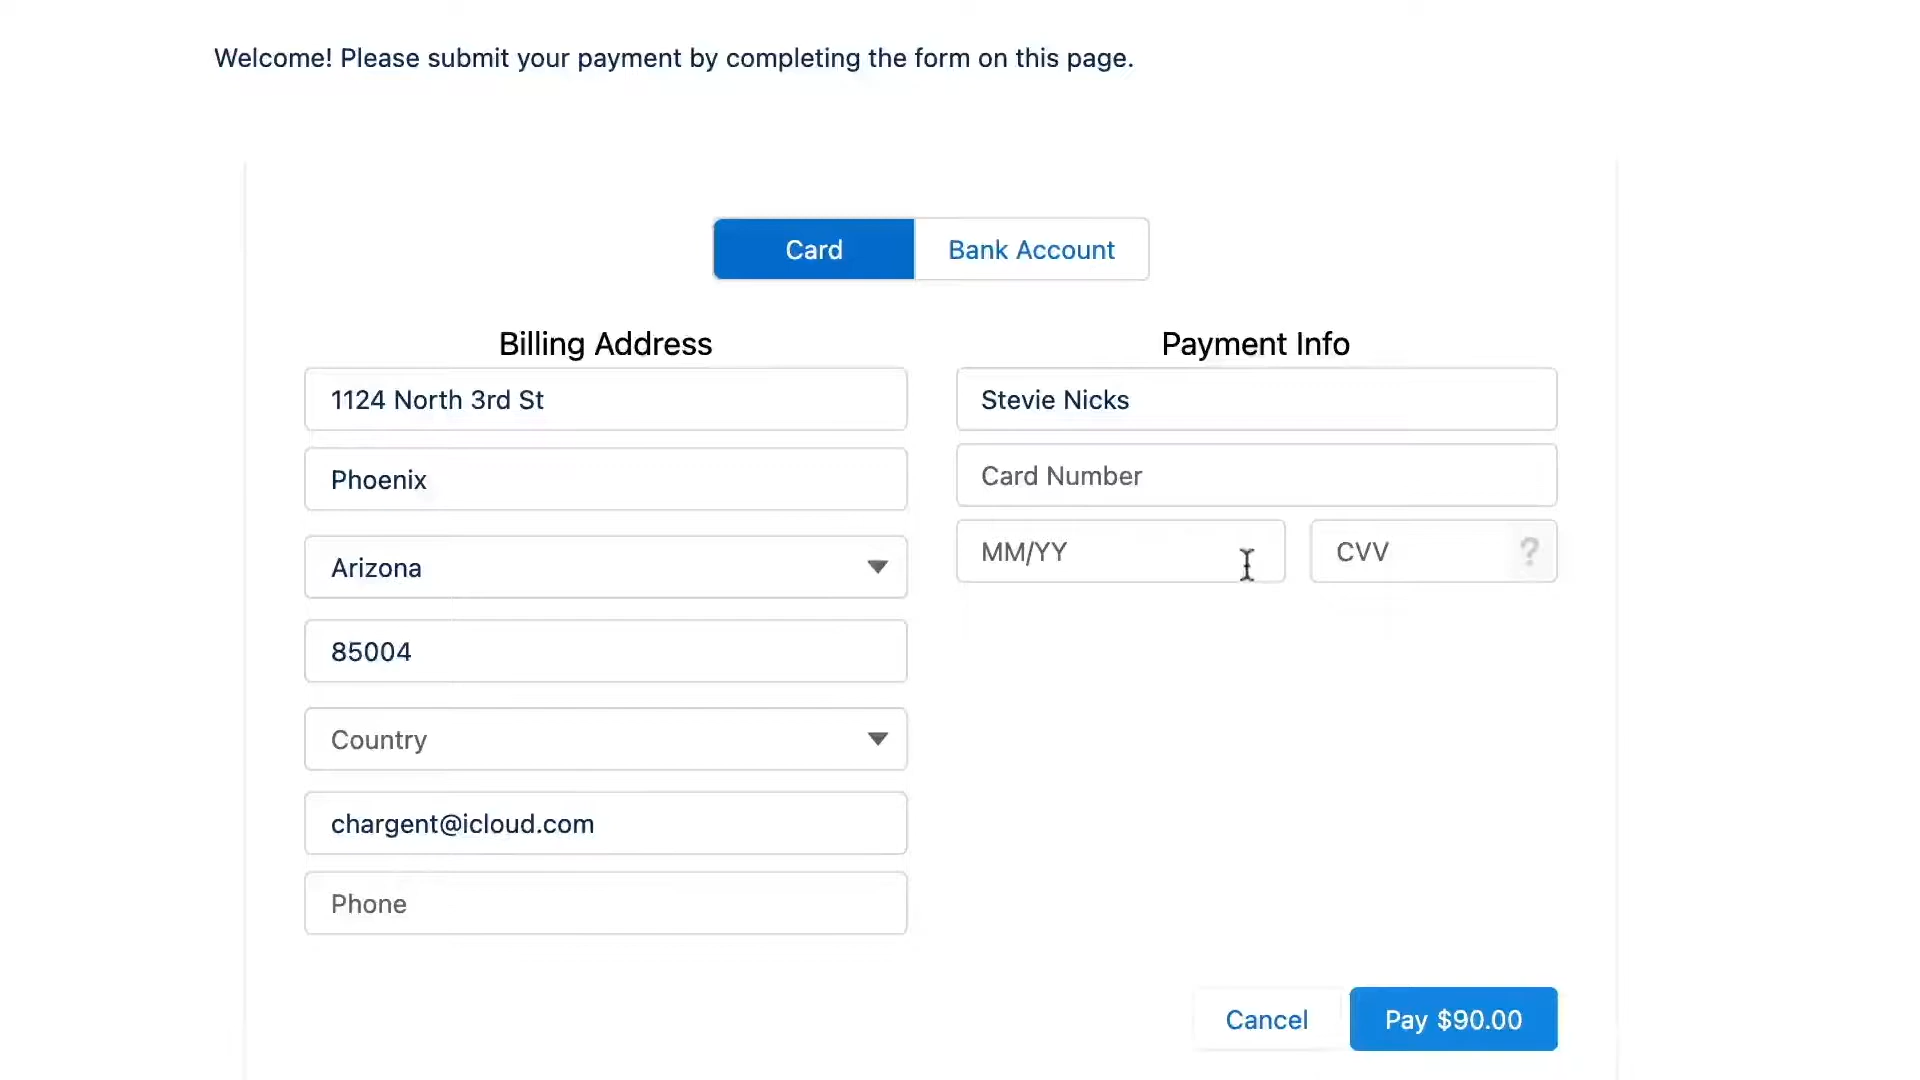 Welcome! Please submit your payment by completing the form on this page.
Card
Bank Account
Billing Address
1124 North 3rd St
Phoenix
Arizona
85004
Country
chargent@icloud.com
Phone
Payment Info
Stevie Nicks
Card Number
MM/YY
CVV
?
Cancel
Pay $90.00